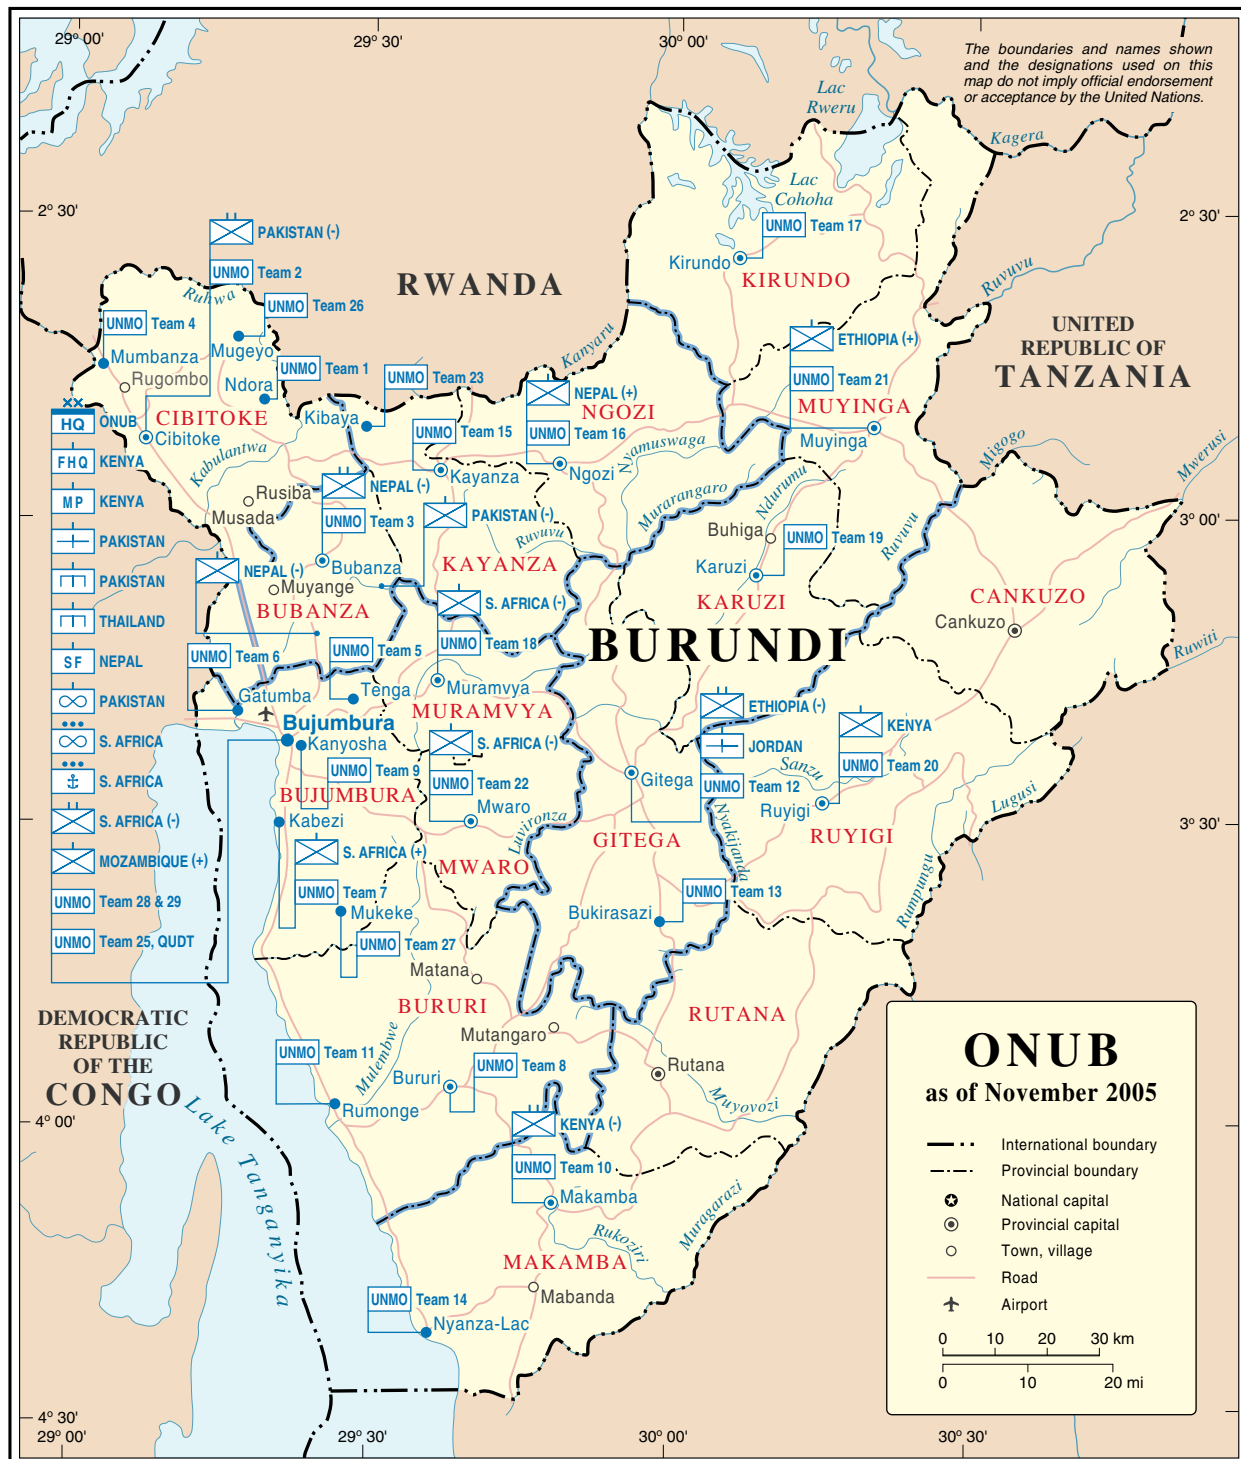 29° 00'
29° 30'
30° 00'
The boundaries and names shown
and the designations used on this
map do not imply official endorsement
or acceptance by the United Nations.
Lac
Rweru
Kagera
Lac
Cohoha
2° 30'
2° 30'
PAKISTAN (-)
UNMO Team 17
Kirundo
KIRUNDO
UNMO Team 2
RWANDA
Ruvuvu
Ruhwa
UNMO Team 26
UNMO Team 4
Mugeyo
Mumbanza
Rugombo
UNITED
REPUBLIC OF
TANZANIA
Kanyaru
ETHIOPIA (+)
UNMO Team 21
MUYINGA
Muyinga
UNMO Team 1
Ndora
UNMO Team 23
Kibaya
NEPAL (+)
NGOZI
UNMO Team 16
Ngozi
Nyamuswaga
CIBITOKE
Cibitoke
UNMO Team 15
Kayanza
Kabulantwa
HQ ONUB
FHQ KENYA
MP KENYA
PAKISTAN
PAKISTAN
THAILAND
SF NEPAL
PAKISTAN
S. AFRICA
S. AFRICA
S. AFRICA (-)
MOZAMBIQUE (+)
UNMO Team 28 & 29
UNMO Team 25, QUDT
Migogo
Mwerusi
Murarangaro
Ndurumu
Rusiba
Musada
NEPAL (-)
UNMO Team 3
Bubanza
PAKISTAN (-)
Ruvuvu
KAYANZA
Buhiga
UNMO Team 19
Karuzi
KARUZI
Ruvuvu
3° 00'
NEPAL (-)
Muyange
BUBANZA
S. AFRICA (-)
UNMO Team 18
Muramvya
MURAMVYA
BURUNDI
CANKUZO
Cankuzo
Ruwiti
UNMO Team 6
Gatumba
UNMO Team 5
Tenga
Bujumbura
Kanyosha
UNMO Team 9
BUJUMBURA
Kabezi
S. AFRICA (-)
UNMO Team 22
Mwaro
MWARO
Luvironza
ETHIOPIA (-)
JORDAN
UNMO Team 12
Gitega
GITEGA
Nyakijanda
KENYA
UNMO Team 20
Sanzu
Ruyigi
RUYIGI
Lugusi
3° 30'
Rumpungu
S. AFRICA (+)
UNMO Team 7
Mukeke
UNMO Team 27
UNMO Team 13
Bukirasazi
Matana
BURURI
Mutangaro
RUTANA
Rutana
Muyovozi
DEMOCRATIC
REPUBLIC
OF THE
CONGO
UNMO Team 11
Rumonge
Mulembwe
UNMO Team 8
Bururi
4° 00'
Lake Tanganyika
KENYA (-)
UNMO Team 10
Makamba
Rukoziri
Muragarazi
MAKAMBA
Mabanda
UNMO Team 14
Nyanza-Lac
ONUB
as of November 2005
International boundary
Provincial boundary
National capital
Provincial capital
Town, village
Road
Airport
0 10 20 30 km
0 10 20 mi
4° 30'
29° 00'
29° 30'
30° 00'
30° 30'